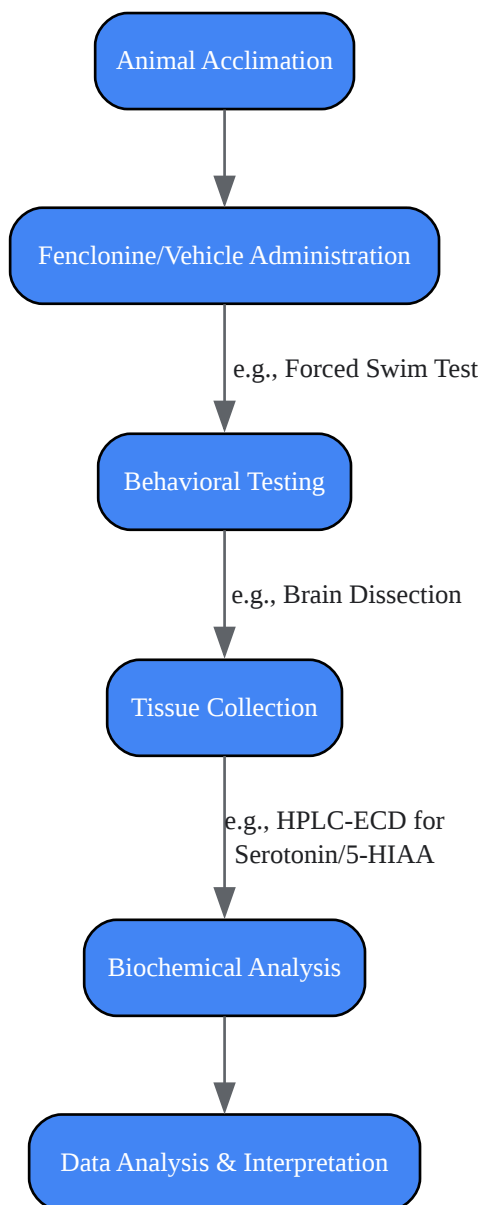 Animal Acclimation
Fenclonine/Vehicle Administration
e.g., Forced Swim Test
Behavioral Testing
e.g., Brain Dissection
Tissue Collection
e.g., HPLC-ECD for
Serotonin/5-HIAA
Biochemical Analysis
Data Analysis & Interpretation